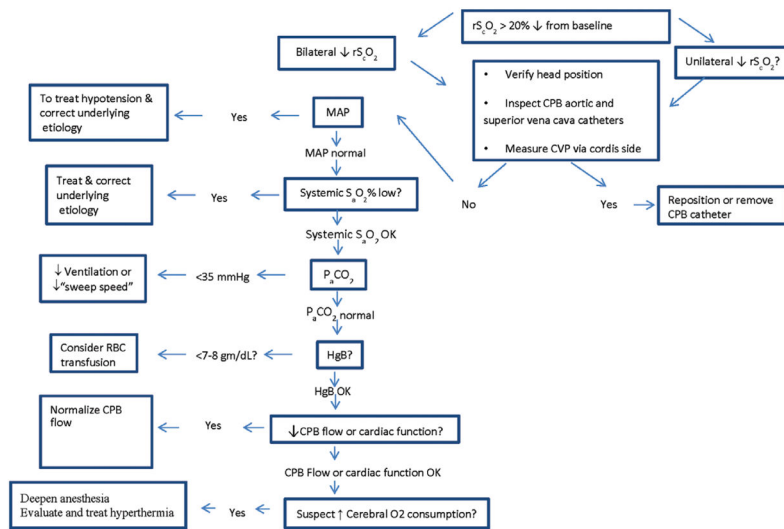 rScO2 > 20% ↓ from baseline
Bilateral ↓ rScO2
Unilateral ↓ rScO2?
• Verify head position
• Inspect CPB aortic and
superior vena cava catheters
• Measure CVP via cordis side
To treat hypotension &
correct underlying
etiology
Yes
MAP
MAP normal
No
Yes
Reposition or remove
CPB catheter
Treat & correct
underlying
etiology
Yes
Systemic SaO2% low?
Systemic SaO2 OK
↓ Ventilation or
↓"sweep speed"
<35 mmHg
PaCO2
PaCO2 normal
Consider RBC
transfusion
<7-8 gm/dL?
HgB?
HgB OK
Normalize CPB
flow
Yes
↓CPB flow or cardiac function?
CPB Flow or cardiac function OK
Deepen anesthesia
Evaluate and treat hyperthermia
Yes
Suspect ↑ Cerebral O2 consumption?